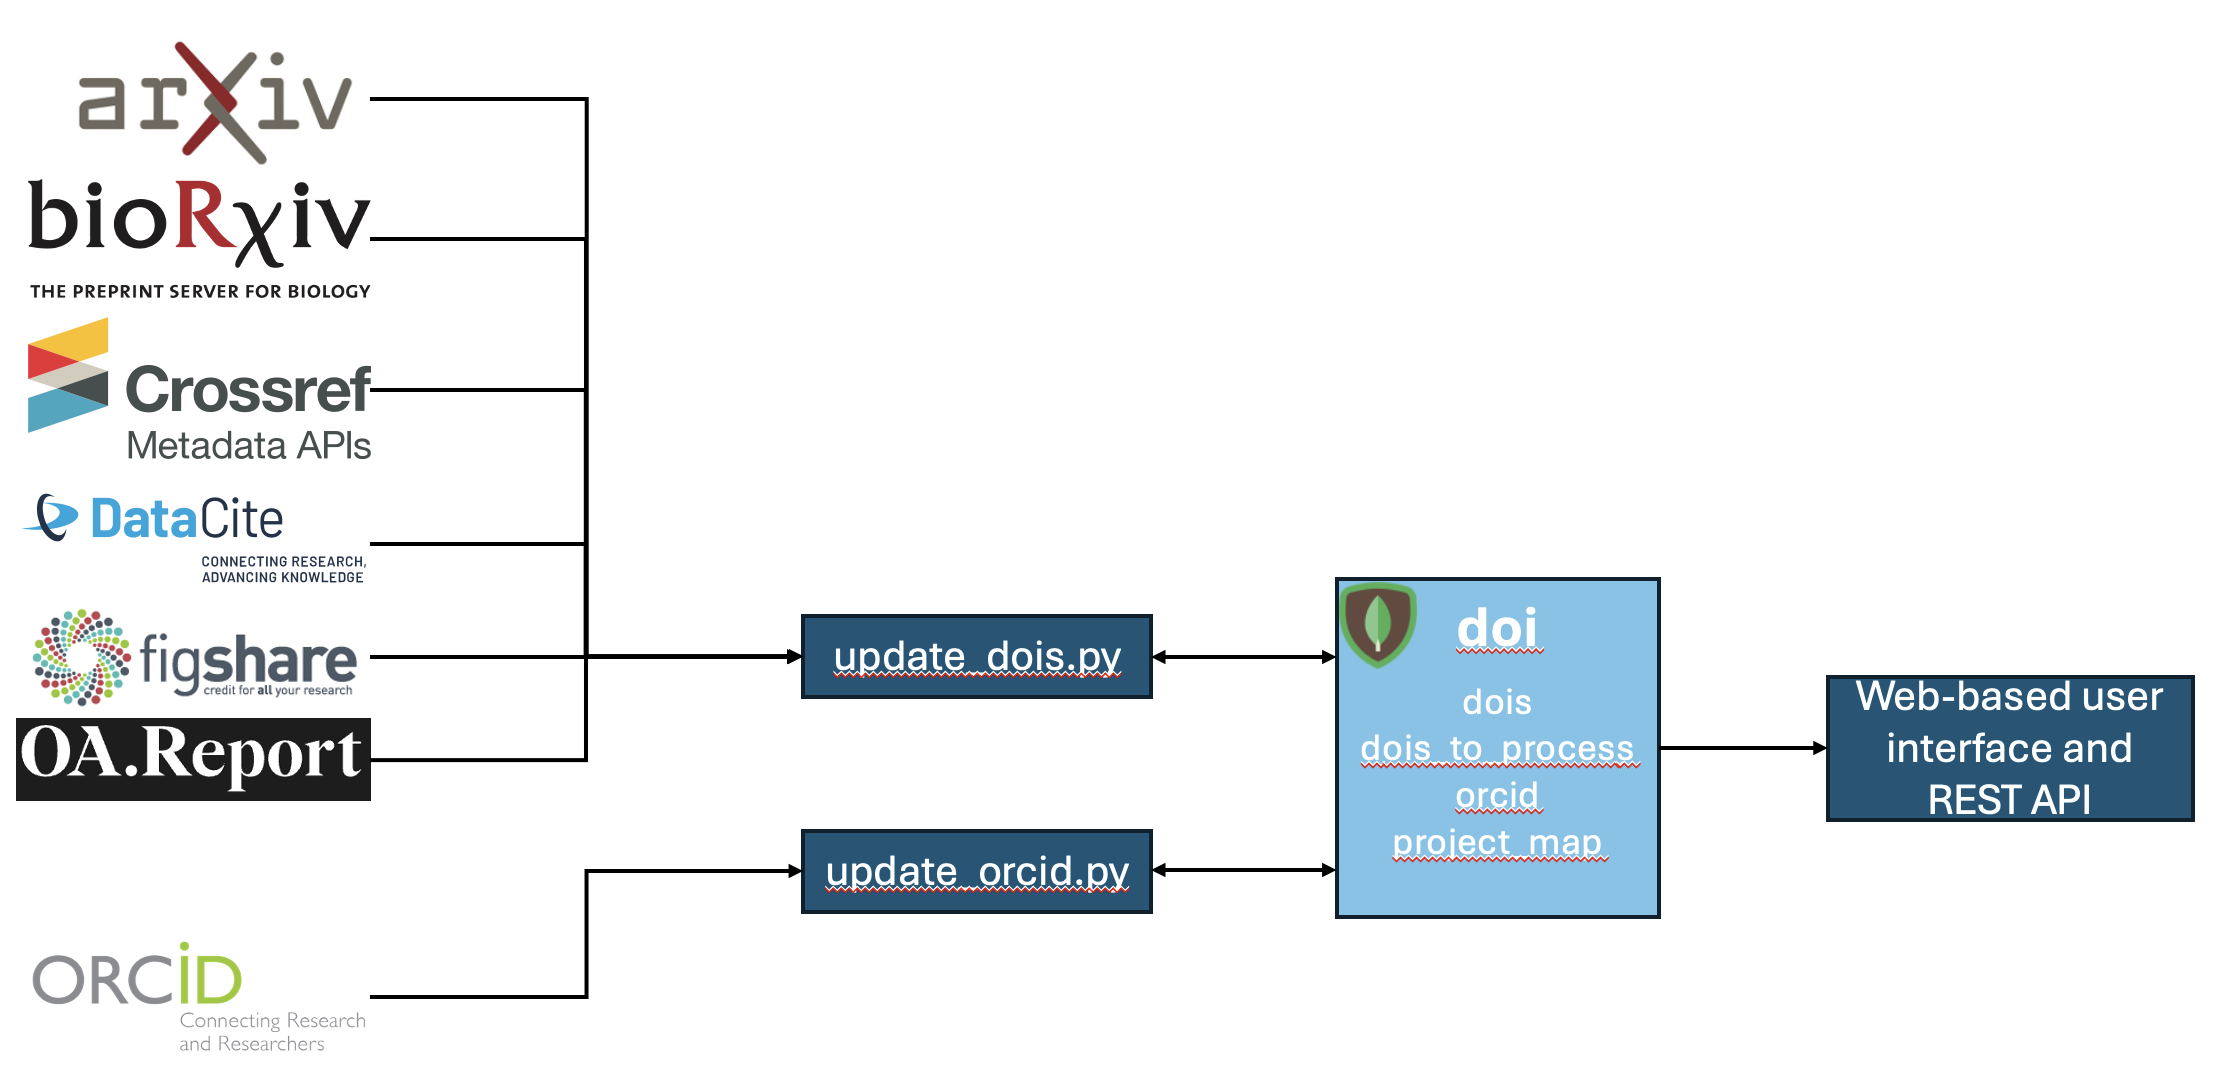 arXiv
bioRχiv
THE PREPRINT SERVER FOR BIOLOGY
Crossref
Metadata APIs
DataCite
CONNECTING RESEARCH,
ADVANCING KNOWLEDGE
figshare
credit for all your research
OA.Report
ORCID
Connecting Research
and Researchers
update_dois.py
update_orcid.py
doi
dois
dois_to_process
orcid
project_map
Web-based user
interface and
REST API